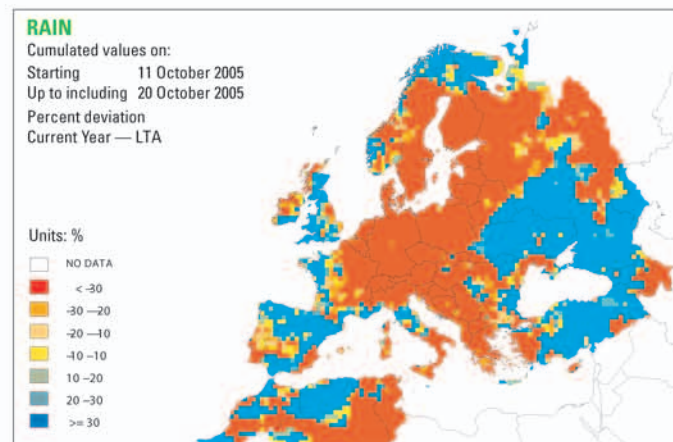 RAIN
Cumulated values on:
Starting 11 October 2005
Up to including 20 October 2005
Percent deviation
Current Year — LTA
Units: %
NO DATA
< -30
-30 —20
-20 —10
-10 –10
10 –20
20 –30
>= 30